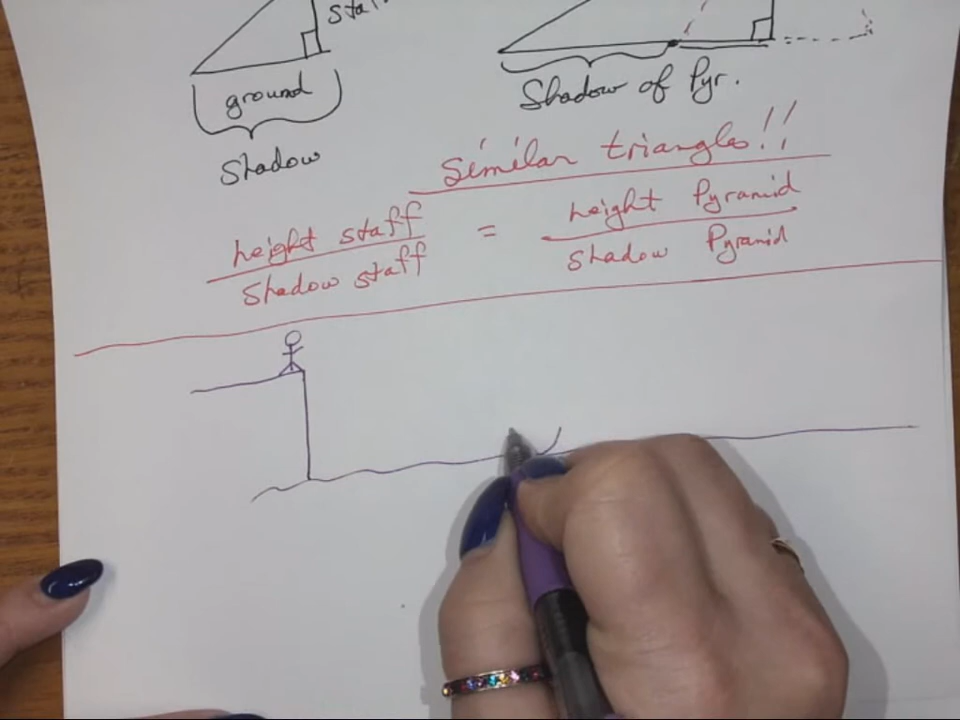 ground
Shadow of Pyr.
Shadow
Similar triangles!!
height staff / Shadow staff = height Pyramid / Shadow Pyramid